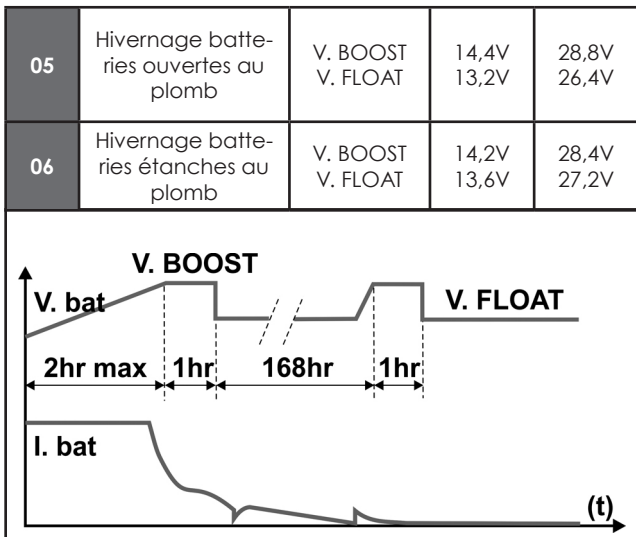 05
Hivernage batte-
ries ouvertes au
plomb
V. BOOST
V. FLOAT
14,4V
13,2V
28,8V
26,4V
06
Hivernage batte-
ries étanches au
plomb
V. BOOST
V. FLOAT
14,2V
13,6V
28,4V
27,2V
V. BOOST
V. bat
V. FLOAT
2hr max
1hr
168hr
1hr
I. bat
(t)